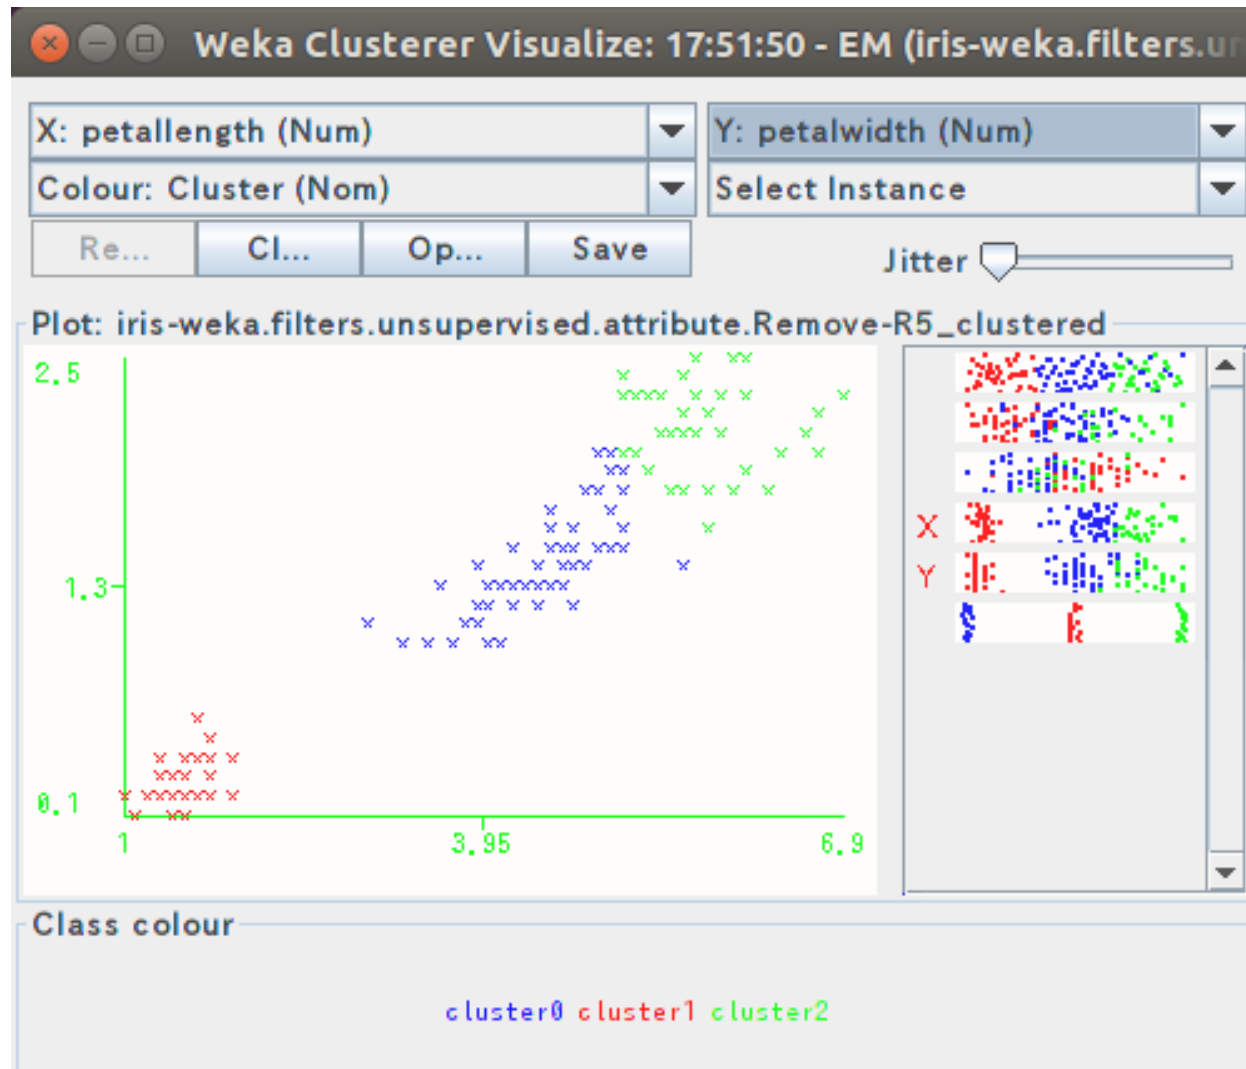 Weka Clusterer Visualize: 17:51:50 - EM (iris-weka.filters.un
X: petallength (Num) Y: petalwidth (Num)
Colour: Cluster (Nom) Select Instance
Re... Cl... Op... Save Jitter
Plot: iris-weka.filters.unsupervised.attribute.Remove-R5_clustered
2.5
X
1.3 Y
0.1
1 3.95 6.9
Class colour
cluster0 cluster1 cluster2